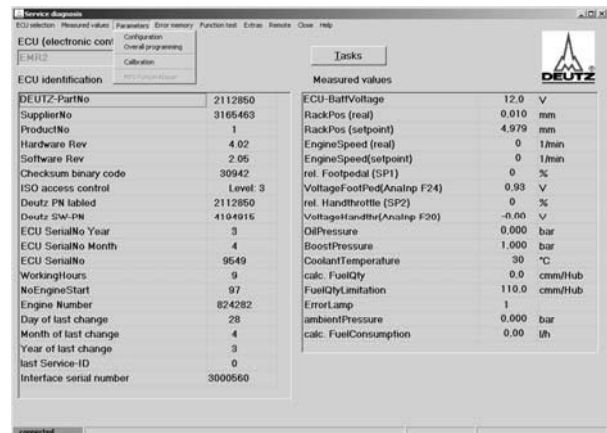 Service diagnosis
ECU selection Measured values Parameters Error memory Function test Extras Remote Close Help
Configuration
Overall programming
Calibration
ECU (electronic cont
EMR2
Tasks
DEUTZ
ECU identification
Measured values
DEUTZ-PartNo 2112850
SupplierNo 3165463
ProductNo 1
Hardware Rev 4.02
Software Rev 2.05
Checksum binary code 30942
ISO access control Level: 3
Deutz PN labled 2112850
Deutz SW-PN 4194916
ECU SerialNo Year 3
ECU SerialNo Month 4
ECU SerialNo 9549
WorkingHours 9
NoEngineStart 97
Engine Number 824282
Day of last change 28
Month of last change 4
Year of last change 3
last Service-ID 0
Interface serial number 3000560
ECU-BattVoltage 12,0 V
RackPos (real) 0,010 mm
RackPos (setpoint) 4,979 mm
EngineSpeed (real) 0 1/min
EngineSpeed(setpoint) 0 1/min
rel. Footpedal (SP1) 0 %
VoltageFootPed(AnaInp F24) 0,93 V
rel. Handthrottle (SP2) 0 %
VoltageHandthr(AnaInp F20) -0,00 V
OilPressure 0,000 bar
BoostPressure 1,000 bar
CoolantTemperature 30 °C
calc. FuelQty 0,0 cmm/Hub
FuelQtyLimitation 110,0 cmm/Hub
ErrorLamp 1
ambientPressure 0,000 bar
calc. FuelConsumption 0,00 l/h
connected